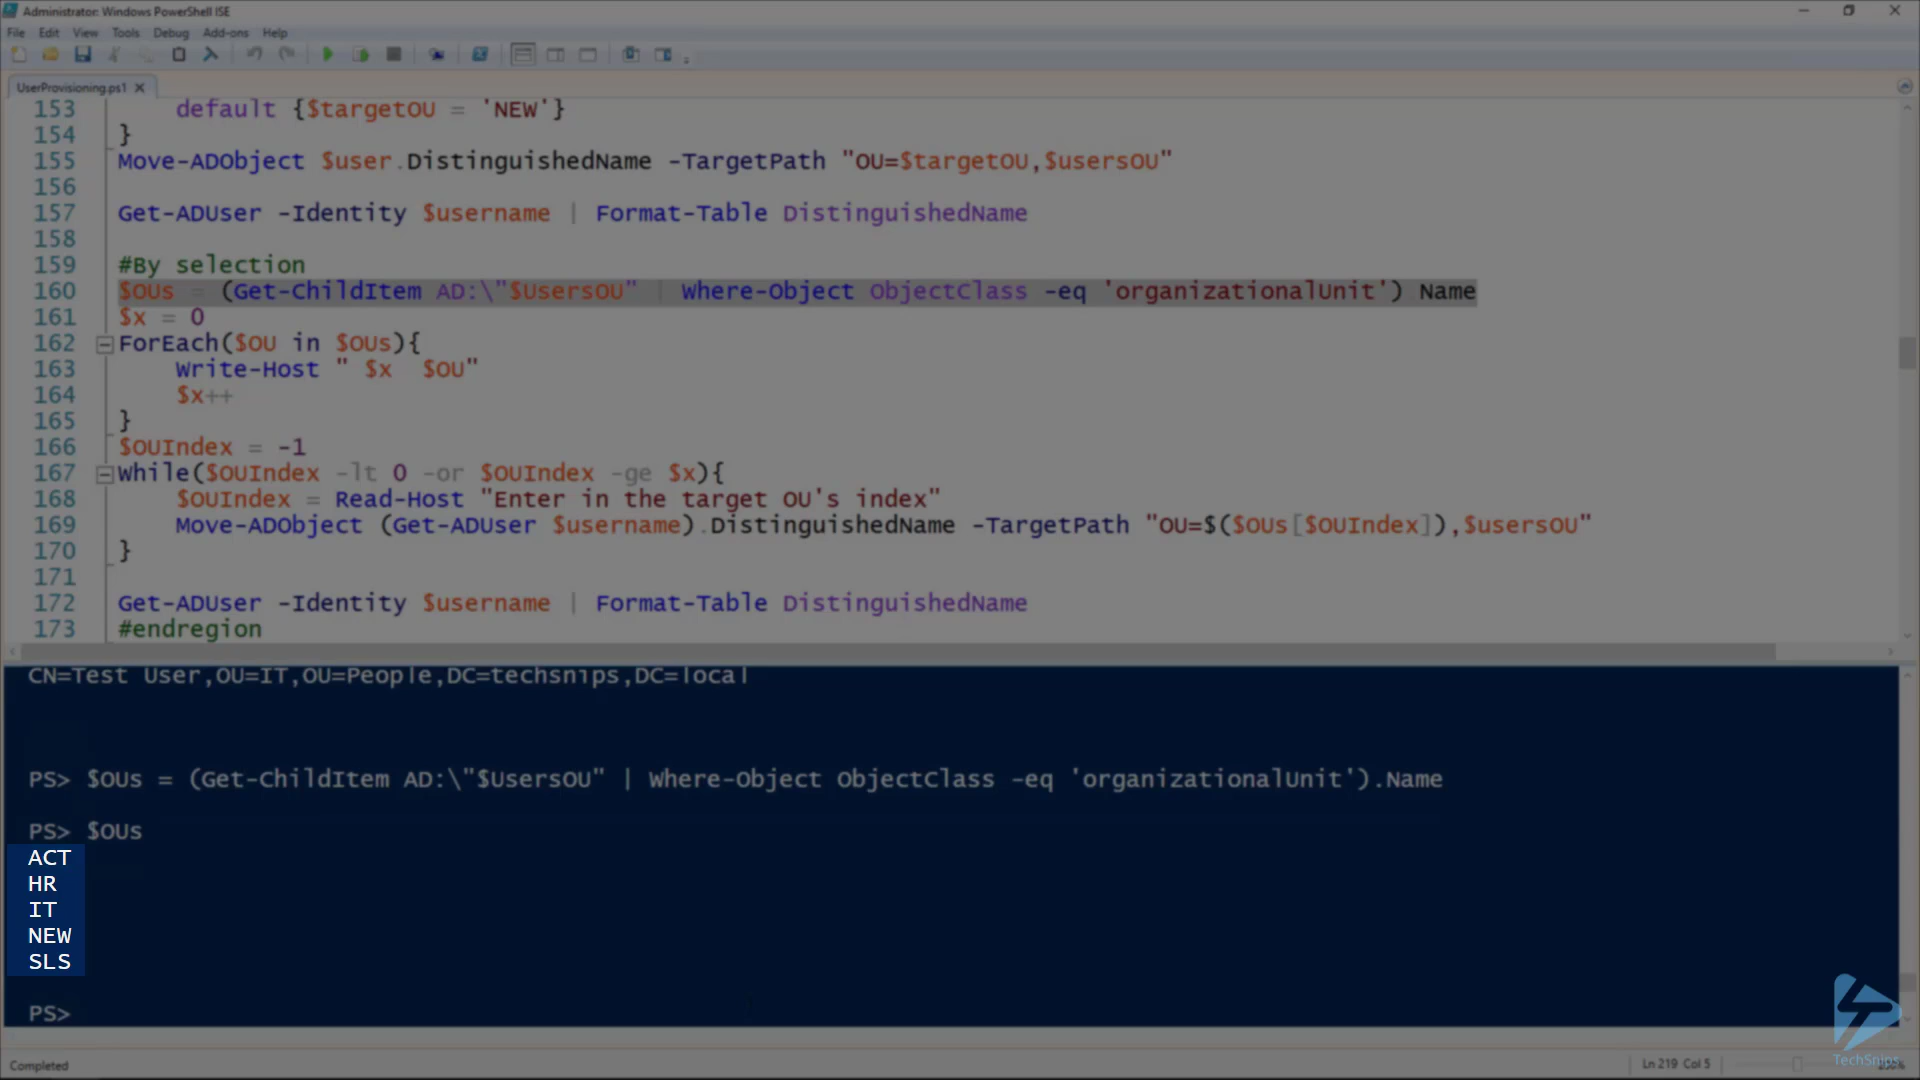 Administrator: Windows PowerShell ISE
File Edit View Tools Debug Add-ons Help
UserProvisioning.ps1
153 default {$targetOU = 'NEW'}
154 }
155 Move-ADObject $user.DistinguishedName -TargetPath "OU=$targetOU,$usersOU"
156
157 Get-ADUser -Identity $username | Format-Table DistinguishedName
158
159 #By selection
160 $OUs = (Get-ChildItem AD:\"$UsersOU" | Where-Object ObjectClass -eq 'organizationalUnit') Name
161 $x = 0
162 ForEach($OU in $OUs){
163 Write-Host " $x  $OU"
164 $x++
165 }
166 $OUIndex = -1
167 While($OUIndex -lt 0 -or $OUIndex -ge $x){
168 $OUIndex = Read-Host "Enter in the target OU's index"
169 Move-ADObject (Get-ADUser $username).DistinguishedName -TargetPath "OU=$($OUs[$OUIndex]),$usersOU"
170 }
171
172 Get-ADUser -Identity $username | Format-Table DistinguishedName
173 #endregion
CN=Test User,OU=IT,OU=People,DC=techsnips,DC=local
PS> $OUs = (Get-ChildItem AD:\"$UsersOU" | Where-Object ObjectClass -eq 'organizationalUnit').Name
PS> $OUs
ACT
HR
IT
NEW
SLS
PS>
TechSnips
Completed
Ln 219 Col 5